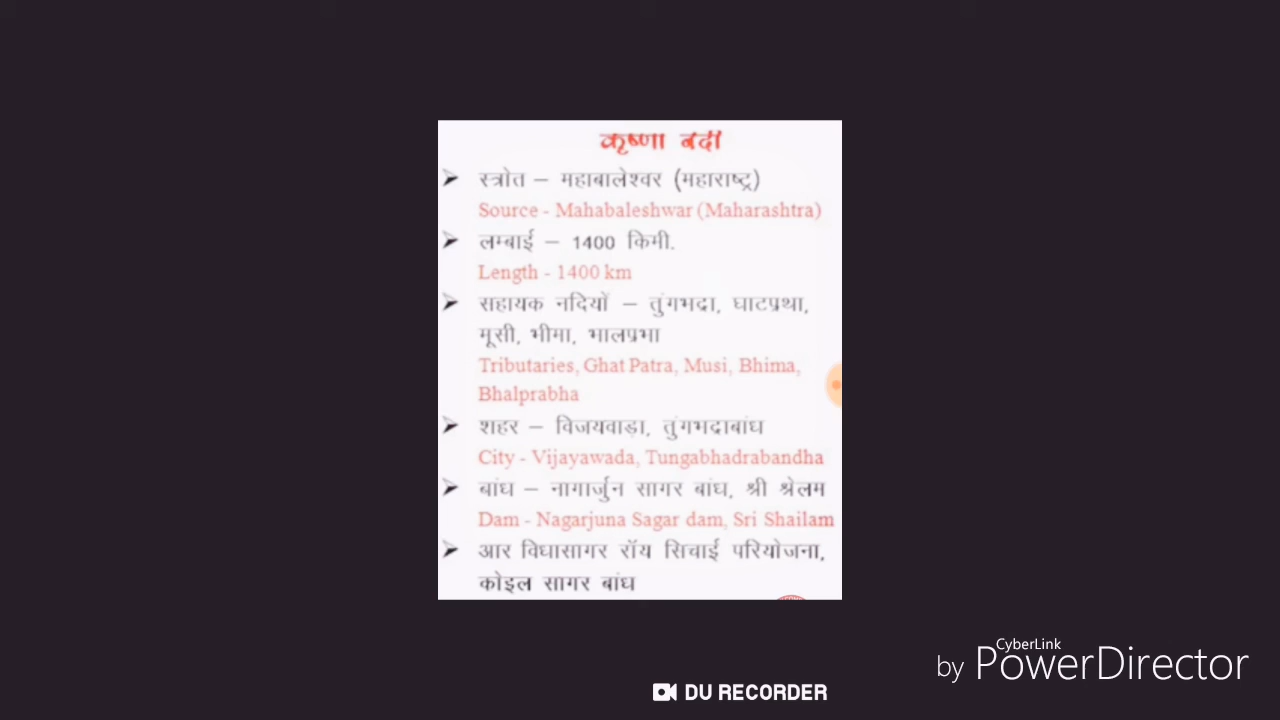 कृष्णा नदी
स्त्रोत – महाबालेश्वर (महाराष्ट्र)
Source - Mahabaleshwar (Maharashtra)
लम्बाई – 1400 किमी.
Length - 1400 km
सहायक नदियाँ – तुंगभद्रा, घाटप्रथा,
मूसी, भीमा, भालप्रभा
Tributaries, Ghat Patra, Musi, Bhima,
Bhalprabha
शहर – विजयवाड़ा, तुंगभद्राबांध
City - Vijayawada, Tungabhadrabandha
बांध – नागार्जुन सागर बांध, श्री श्रेलम
Dam - Nagarjuna Sagar dam, Sri Shailam
आर विधासागर रॉय सिचाई परियोजना,
कोइल सागर बांध
CyberLink
by PowerDirector
DU RECORDER